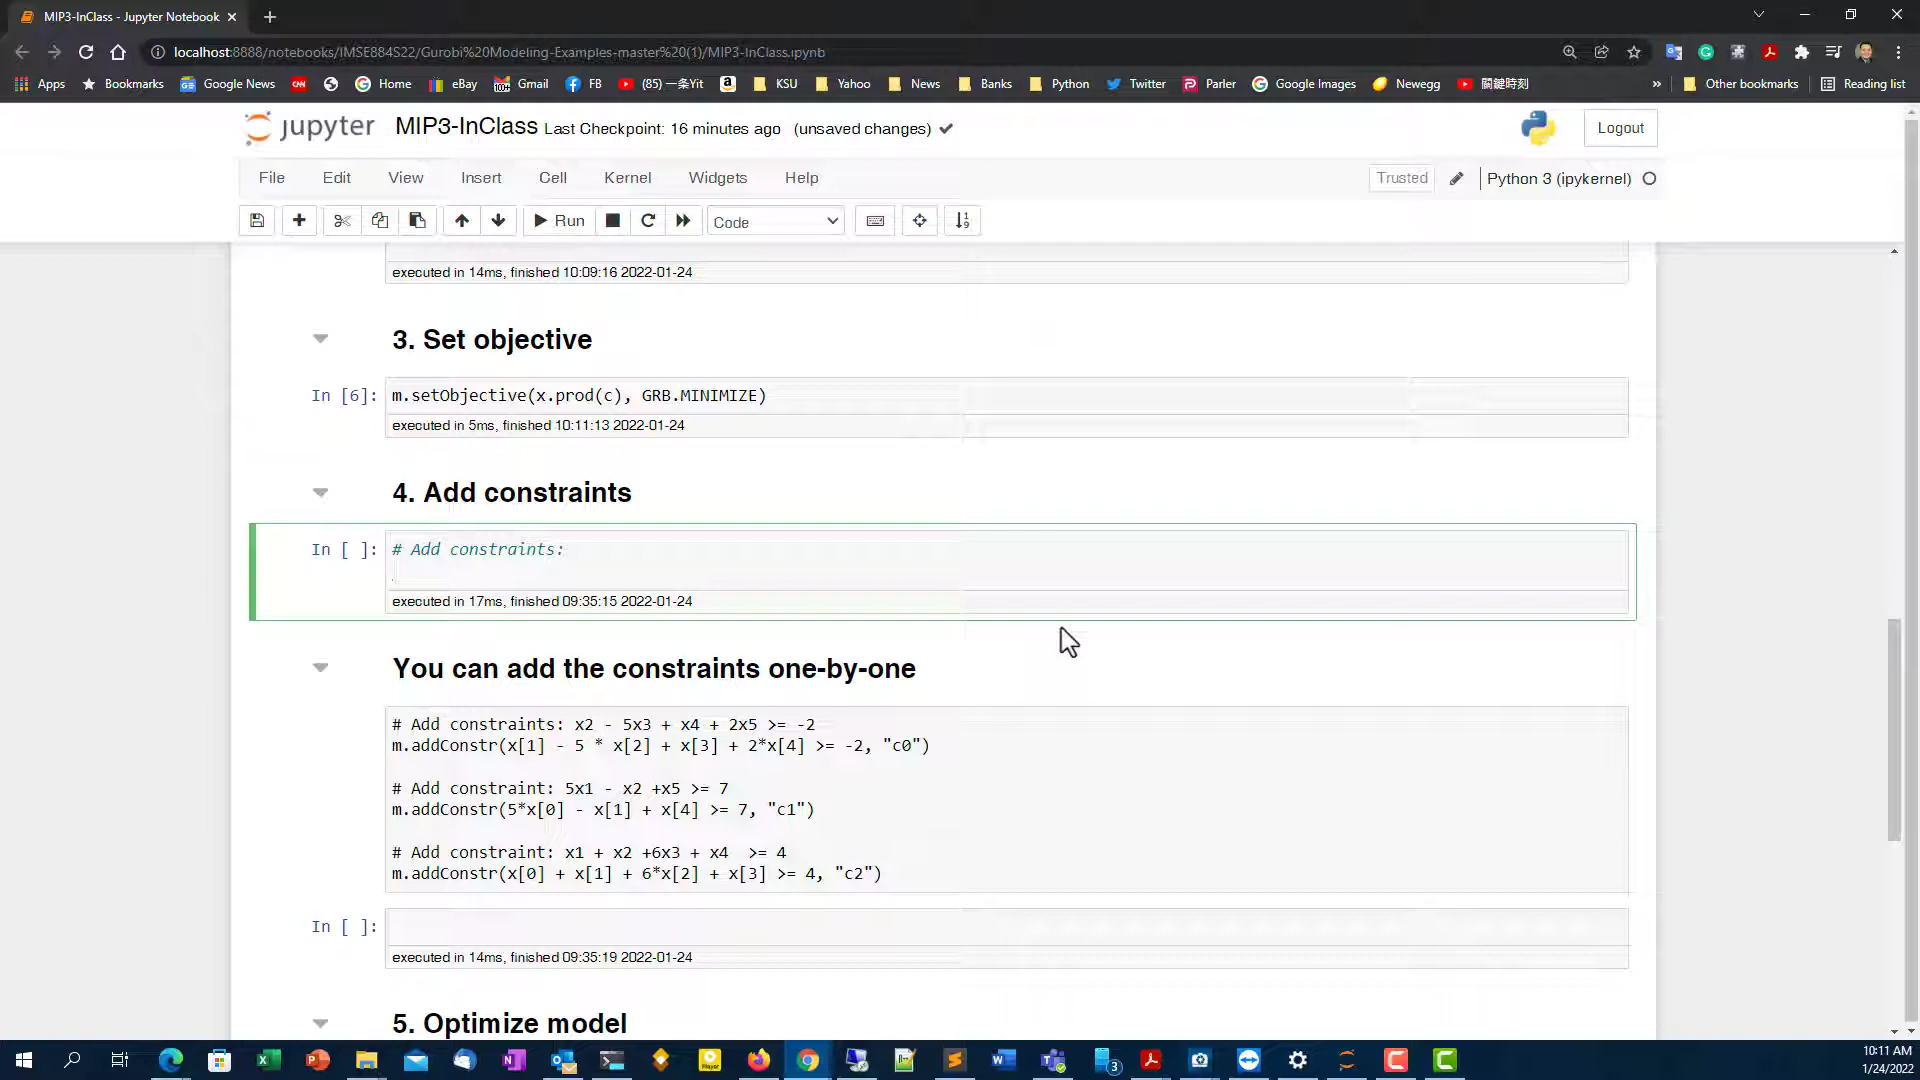 MIP3-InClass - Jupyter Notebook
localhost:8888/notebooks/IMSE884S22/Gurobi%20Modeling-Examples-master%20(1)/MIP3-InClass.ipynb
Apps Bookmarks Google News Home eBay Gmail FB (85) 一条Yit KSU Yahoo News Banks Python Twitter Parler Google Images Newegg 關鍵時刻 » Other bookmarks Reading list
jupyter MIP3-InClass Last Checkpoint: 16 minutes ago (unsaved changes) Logout
File Edit View Insert Cell Kernel Widgets Help Trusted Python 3 (ipykernel)
Run Code
executed in 14ms, finished 10:09:16 2022-01-24
3. Set objective
In [6]: m.setObjective(x.prod(c), GRB.MINIMIZE)
executed in 5ms, finished 10:11:13 2022-01-24
4. Add constraints
In [ ]: # Add constraints:
executed in 17ms, finished 09:35:15 2022-01-24
You can add the constraints one-by-one
# Add constraints: x2 - 5x3 + x4 + 2x5 >= -2
m.addConstr(x[1] - 5 * x[2] + x[3] + 2*x[4] >= -2, "c0")
# Add constraint: 5x1 - x2 +x5 >= 7
m.addConstr(5*x[0] - x[1] + x[4] >= 7, "c1")
# Add constraint: x1 + x2 +6x3 + x4  >= 4
m.addConstr(x[0] + x[1] + 6*x[2] + x[3] >= 4, "c2")
In [ ]:
executed in 14ms, finished 09:35:19 2022-01-24
5. Optimize model
10:11 AM
1/24/2022